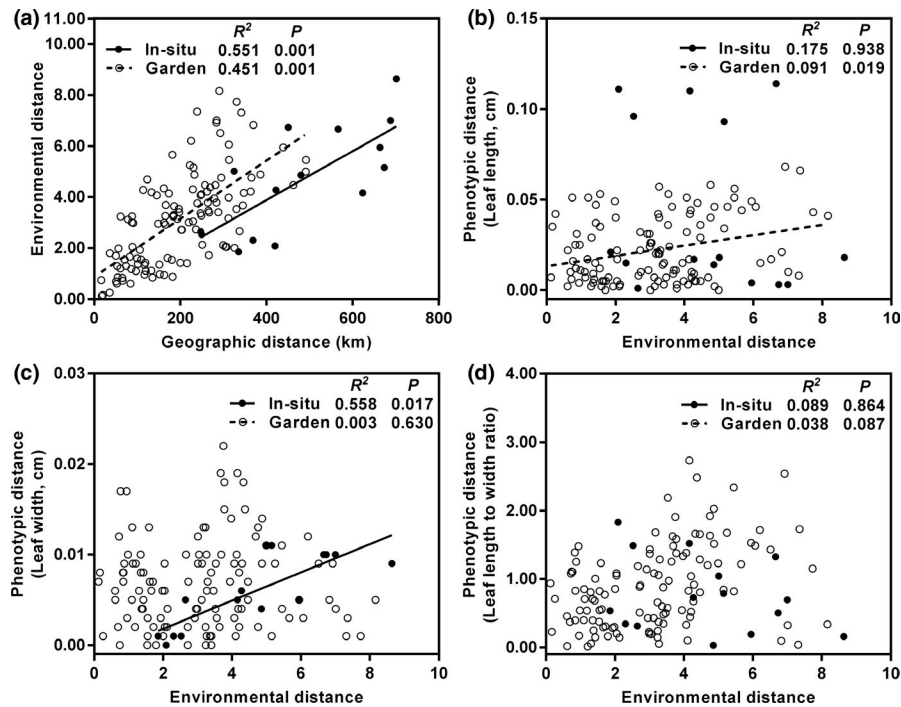 (a)
R² P
In-situ 0.551 0.001
Garden 0.451 0.001
Environmental distance
11.00
10.00
8.00
6.00
4.00
2.00
0.00
0 200 400 600 800
Geographic distance (km)
(b)
R² P
In-situ 0.175 0.938
Garden 0.091 0.019
Phenotypic distance
(Leaf length, cm)
0.15
0.10
0.05
0.00
0 2 4 6 8 10
Environmental distance
(c)
R² P
In-situ 0.558 0.017
Garden 0.003 0.630
Phenotypic distance
(Leaf width, cm)
0.03
0.02
0.01
0.00
0 2 4 6 8 10
Environmental distance
(d)
R² P
In-situ 0.089 0.864
Garden 0.038 0.087
Phenotypic distance
(Leaf length to width ratio)
4.00
3.00
2.00
1.00
0.00
0 2 4 6 8 10
Environmental distance